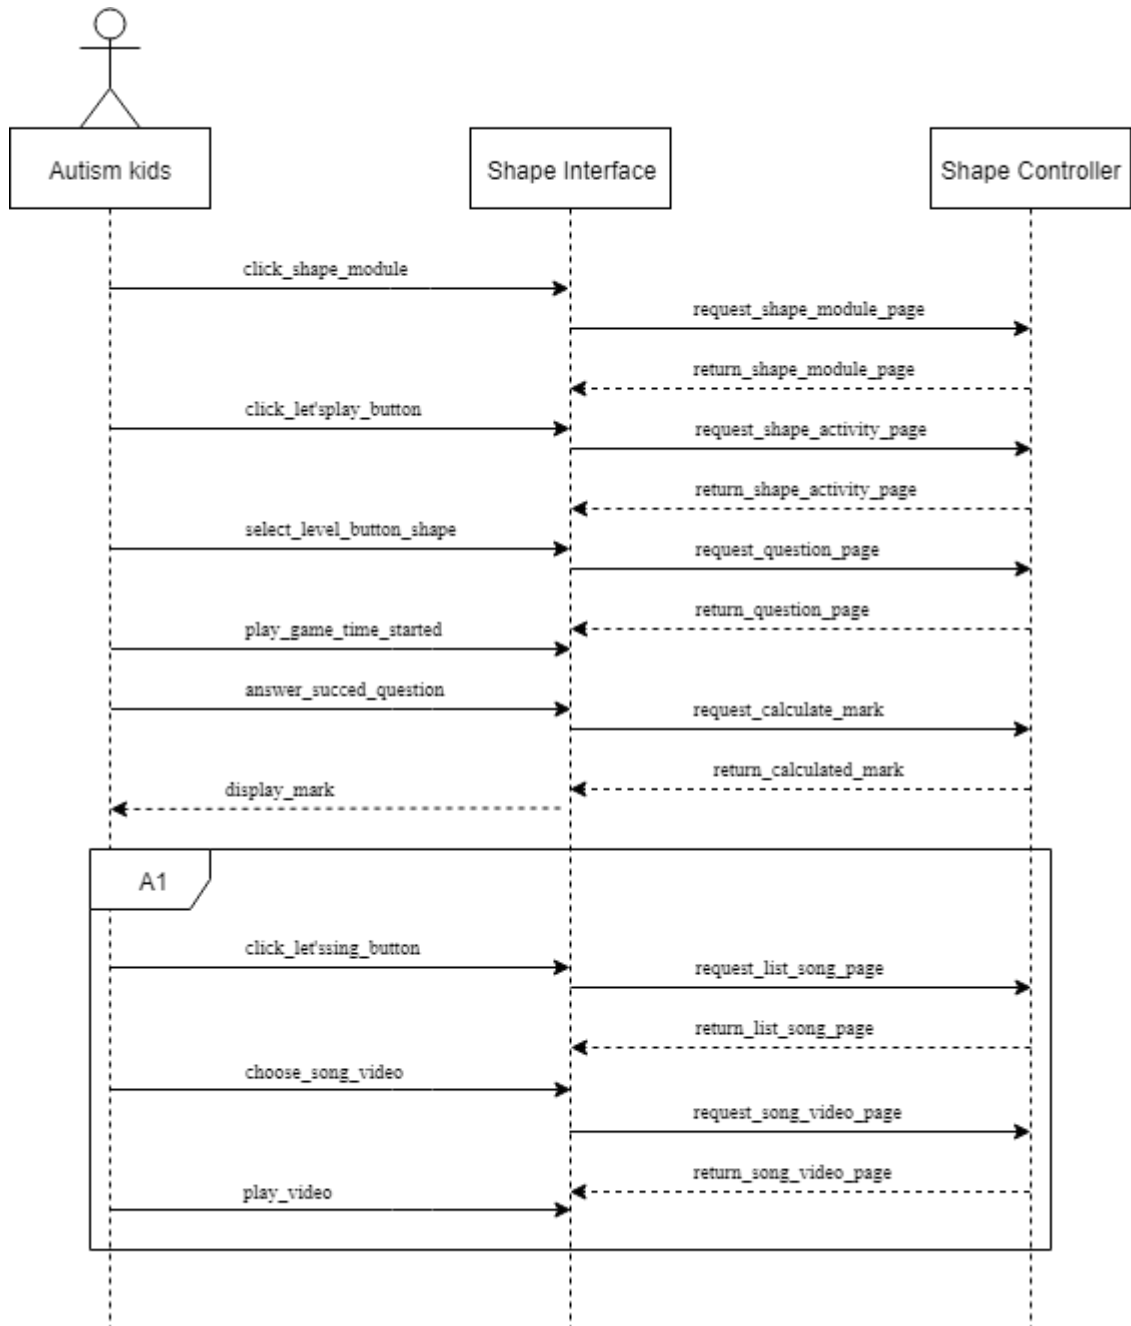 Autism kids
Shape Interface
Shape Controller
click_shape_module
request_shape_module_page
return_shape_module_page
click_let'splay_button
request_shape_activity_page
return_shape_activity_page
select_level_button_shape
request_question_page
return_question_page
play_game_time_started
answer_succed_question
request_calculate_mark
return_calculated_mark
display_mark
A1
click_let'ssing_button
request_list_song_page
return_list_song_page
choose_song_video
request_song_video_page
return_song_video_page
play_video